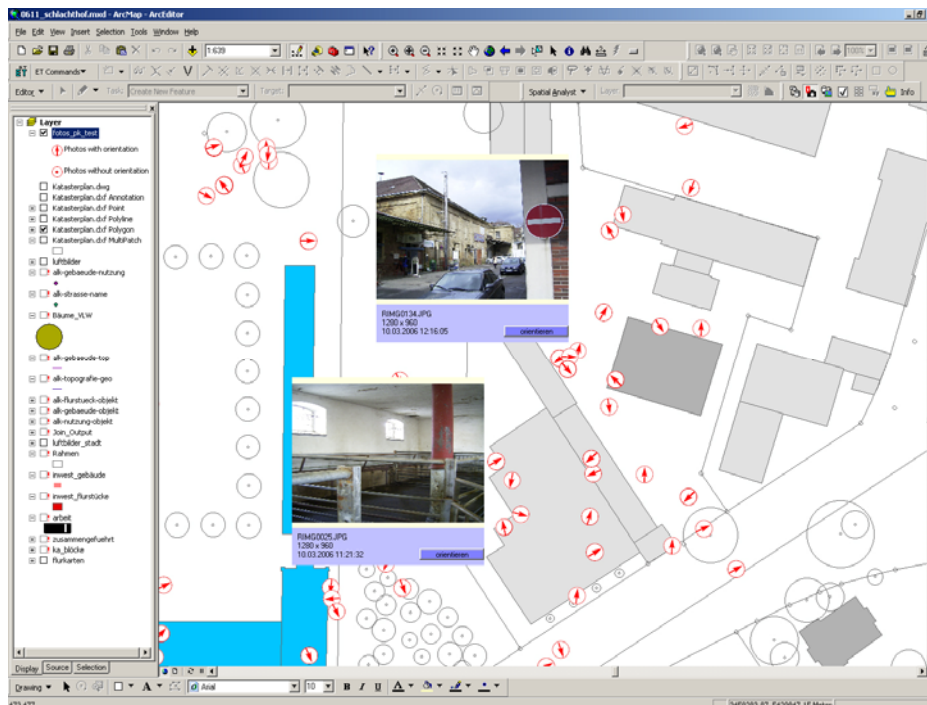 0611_schlachthof.mxd - ArcMap - ArcEditor
File Edit View Insert Selection Tools Window Help
1:639
100%
ET Commands
Editor Task: Create New Feature Target: Spatial Analyst Layer: Info
Layer
fotos_pk_test
Photos with orientation
Photos without orientation
Katasterplan.dwg
Katasterplan.dxf Annotation
Katasterplan.dxf Point
Katasterplan.dxf Polyline
Katasterplan.dxf Polygon
Katasterplan.dxf MultiPatch
luftbilder
alk-gebaeude-nutzung
alk-strasse-name
Bäume_VLW
alk-gebaeude-top
alk-topografie-geo
alk-flurstueck-objekt
alk-gebaeude-objekt
alk-nutzung-objekt
Join_Output
luftbilder_stadt
Rahmen
inwest_gebäude
inwest_flurstücke
arbeit
zusammengefuehrt
ka_blöcke
flurkarten
RIMG0134.JPG
1280 x 960
10.03.2006 12:16:05
orientieren
RIMG0025.JPG
1280 x 960
10.03.2006 11:21:32
orientieren
Display Source Selection
Drawing A Arial 10 B I U A